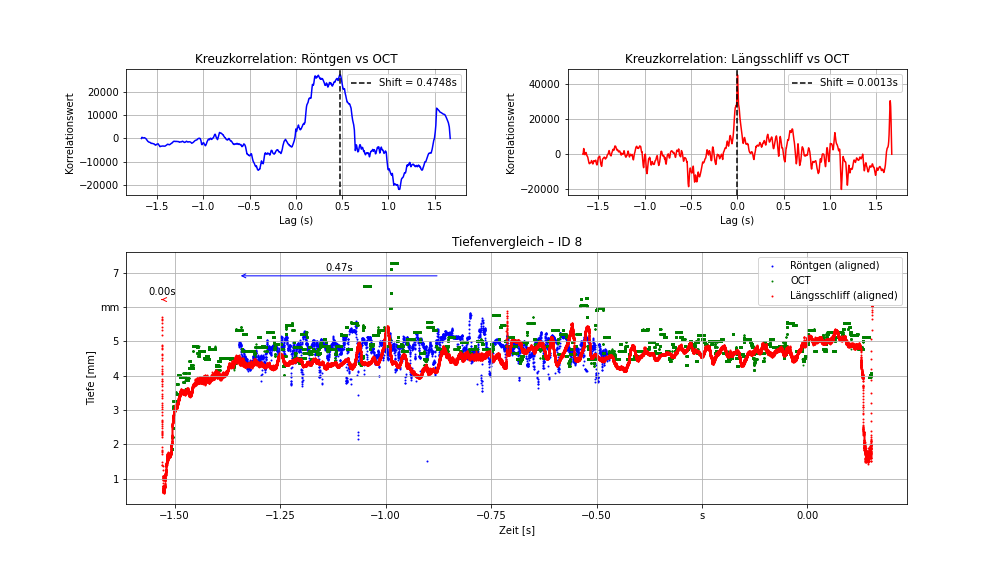 Kreuzkorrelation: Röntgen vs OCT
Korrelationswert
20000
10000
0
−10000
−20000
Shift = 0.4748s
−1.5 −1.0 −0.5 0.0 0.5 1.0 1.5
Lag (s)
Kreuzkorrelation: Längsschliff vs OCT
Korrelationswert
40000
20000
0
−20000
Shift = 0.0013s
−1.5 −1.0 −0.5 0.0 0.5 1.0 1.5
Lag (s)
Tiefenvergleich – ID 8
Tiefe [mm]
7
mm
5
4
3
2
1
0.00s
0.47s
Röntgen (aligned)
OCT
Längsschliff (aligned)
−1.50 −1.25 −1.00 −0.75 −0.50 s 0.00
Zeit [s]